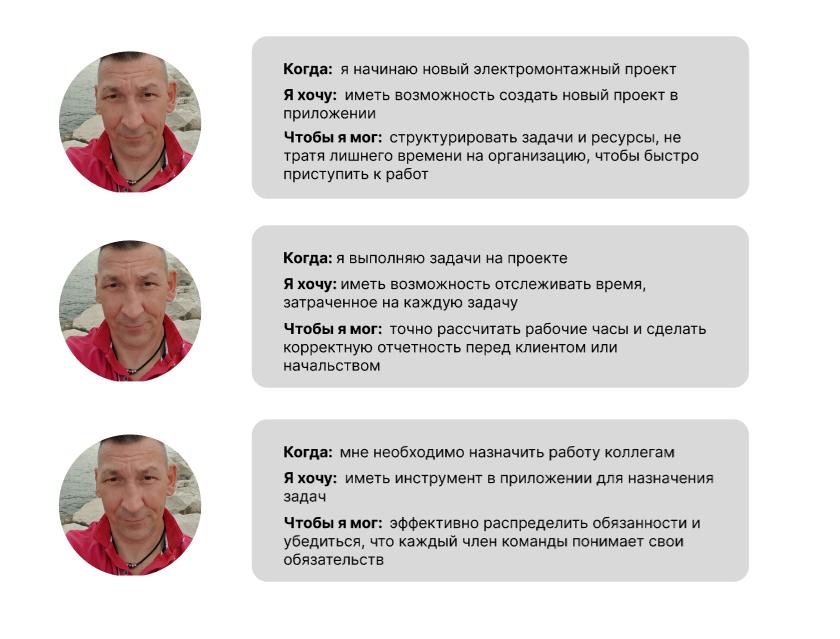 Когда: я начинаю новый электромонтажный проект
Я хочу: иметь возможность создать новый проект в
приложении
Чтобы я мог: структурировать задачи и ресурсы, не
тратя лишнего времени на организацию, чтобы быстро
приступить к работ
Когда: я выполняю задачи на проекте
Я хочу: иметь возможность отслеживать время,
затраченное на каждую задачу
Чтобы я мог: точно рассчитать рабочие часы и сделать
корректную отчетность перед клиентом или
начальством
Когда: мне необходимо назначить работу коллегам
Я хочу: иметь инструмент в приложении для назначения
задач
Чтобы я мог: эффективно распределить обязанности и
убедиться, что каждый член команды понимает свои
обязательств